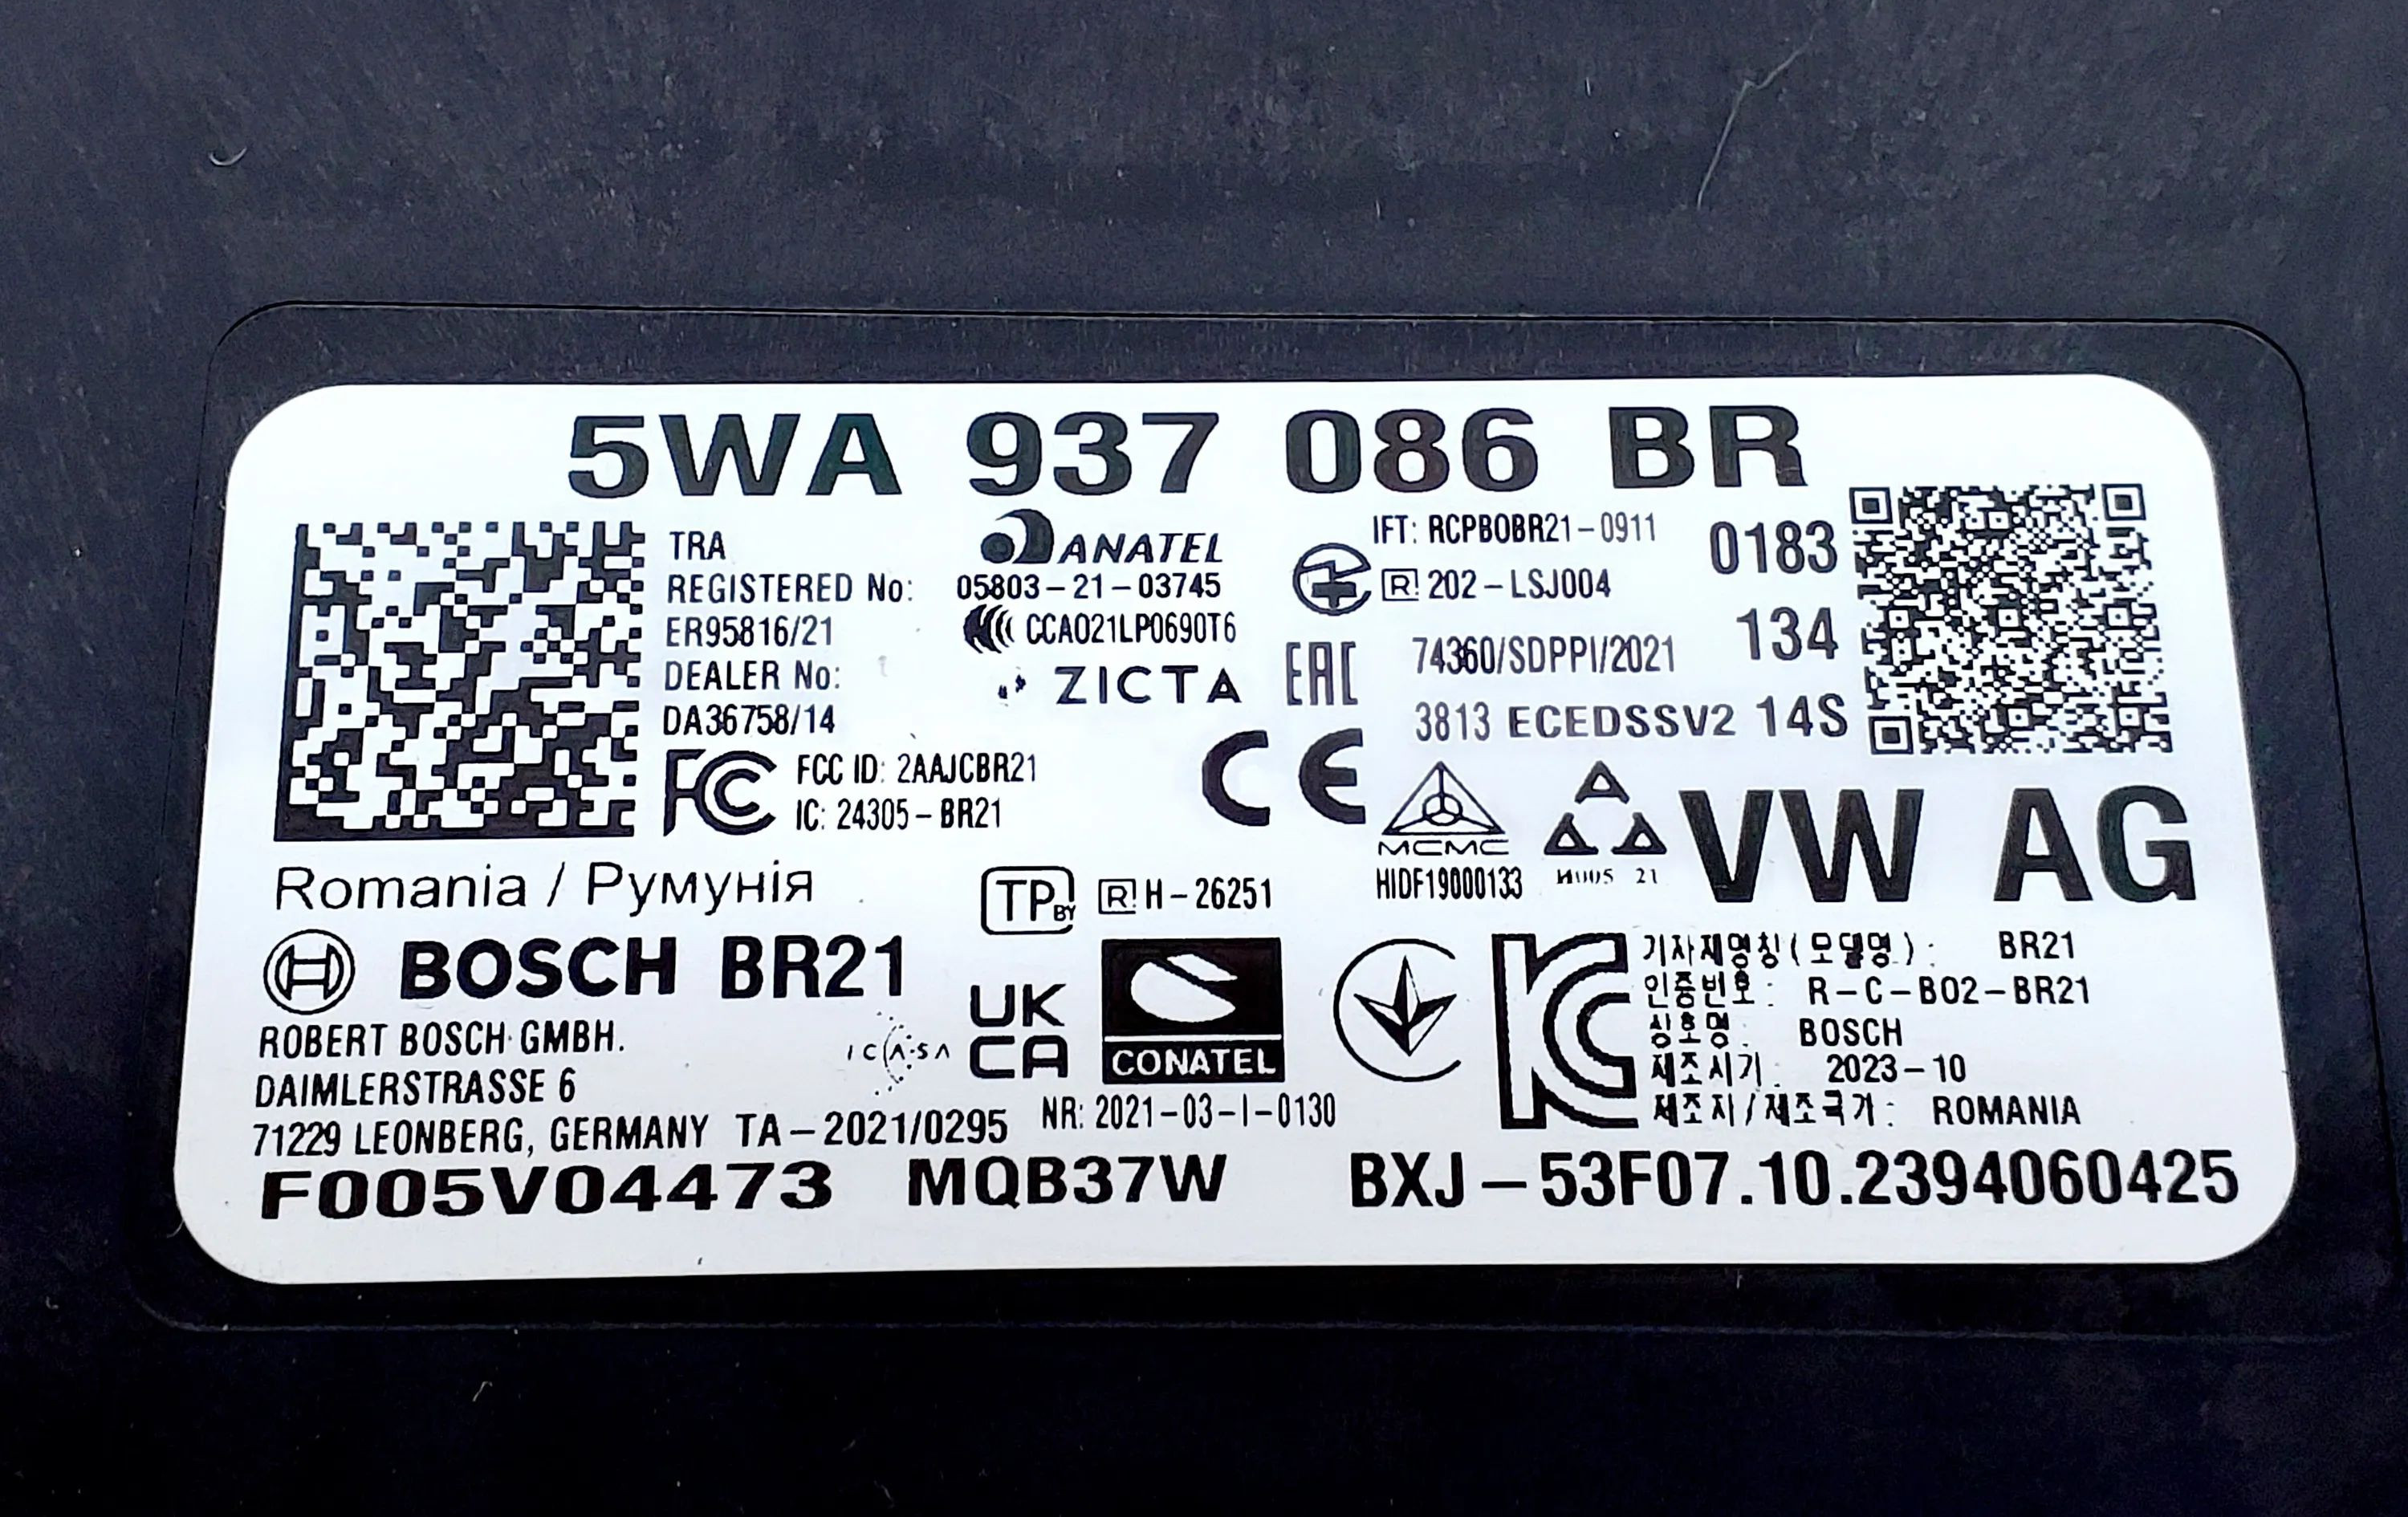 5WA 937 086 BR
TRA
REGISTERED No:
ER95816/21
DEALER No:
DA36758/14
ANATEL
05803-21-03745
CCAO21LP0690T6
ZICTA
IFT: RCPBOBR21-0911
R 202-LSJ004
EAC
74360/SDPPI/2021
3813 ECEDSSV2 14S
0183
134
FC FCC ID: 2AAJCBR21
IC: 24305-BR21
CE
MCMC
HIDF19000133
21
VW AG
Romania / Румунія
TP BY R H-26251
BOSCH BR21
ROBERT BOSCH GMBH.
DAIMLERSTRASSE 6
71229 LEONBERG, GERMANY TA-2021/0295
ICASA
UK
CA
CONATEL
NR: 2021-03-I-0130
KC
기자재명칭(모델명): BR21
인증번호: R-C-BO2-BR21
상호명: BOSCH
제조시기: 2023-10
제조자/제조국가: ROMANIA
F005V04473 MQB37W BXJ-53F07.10.2394060425